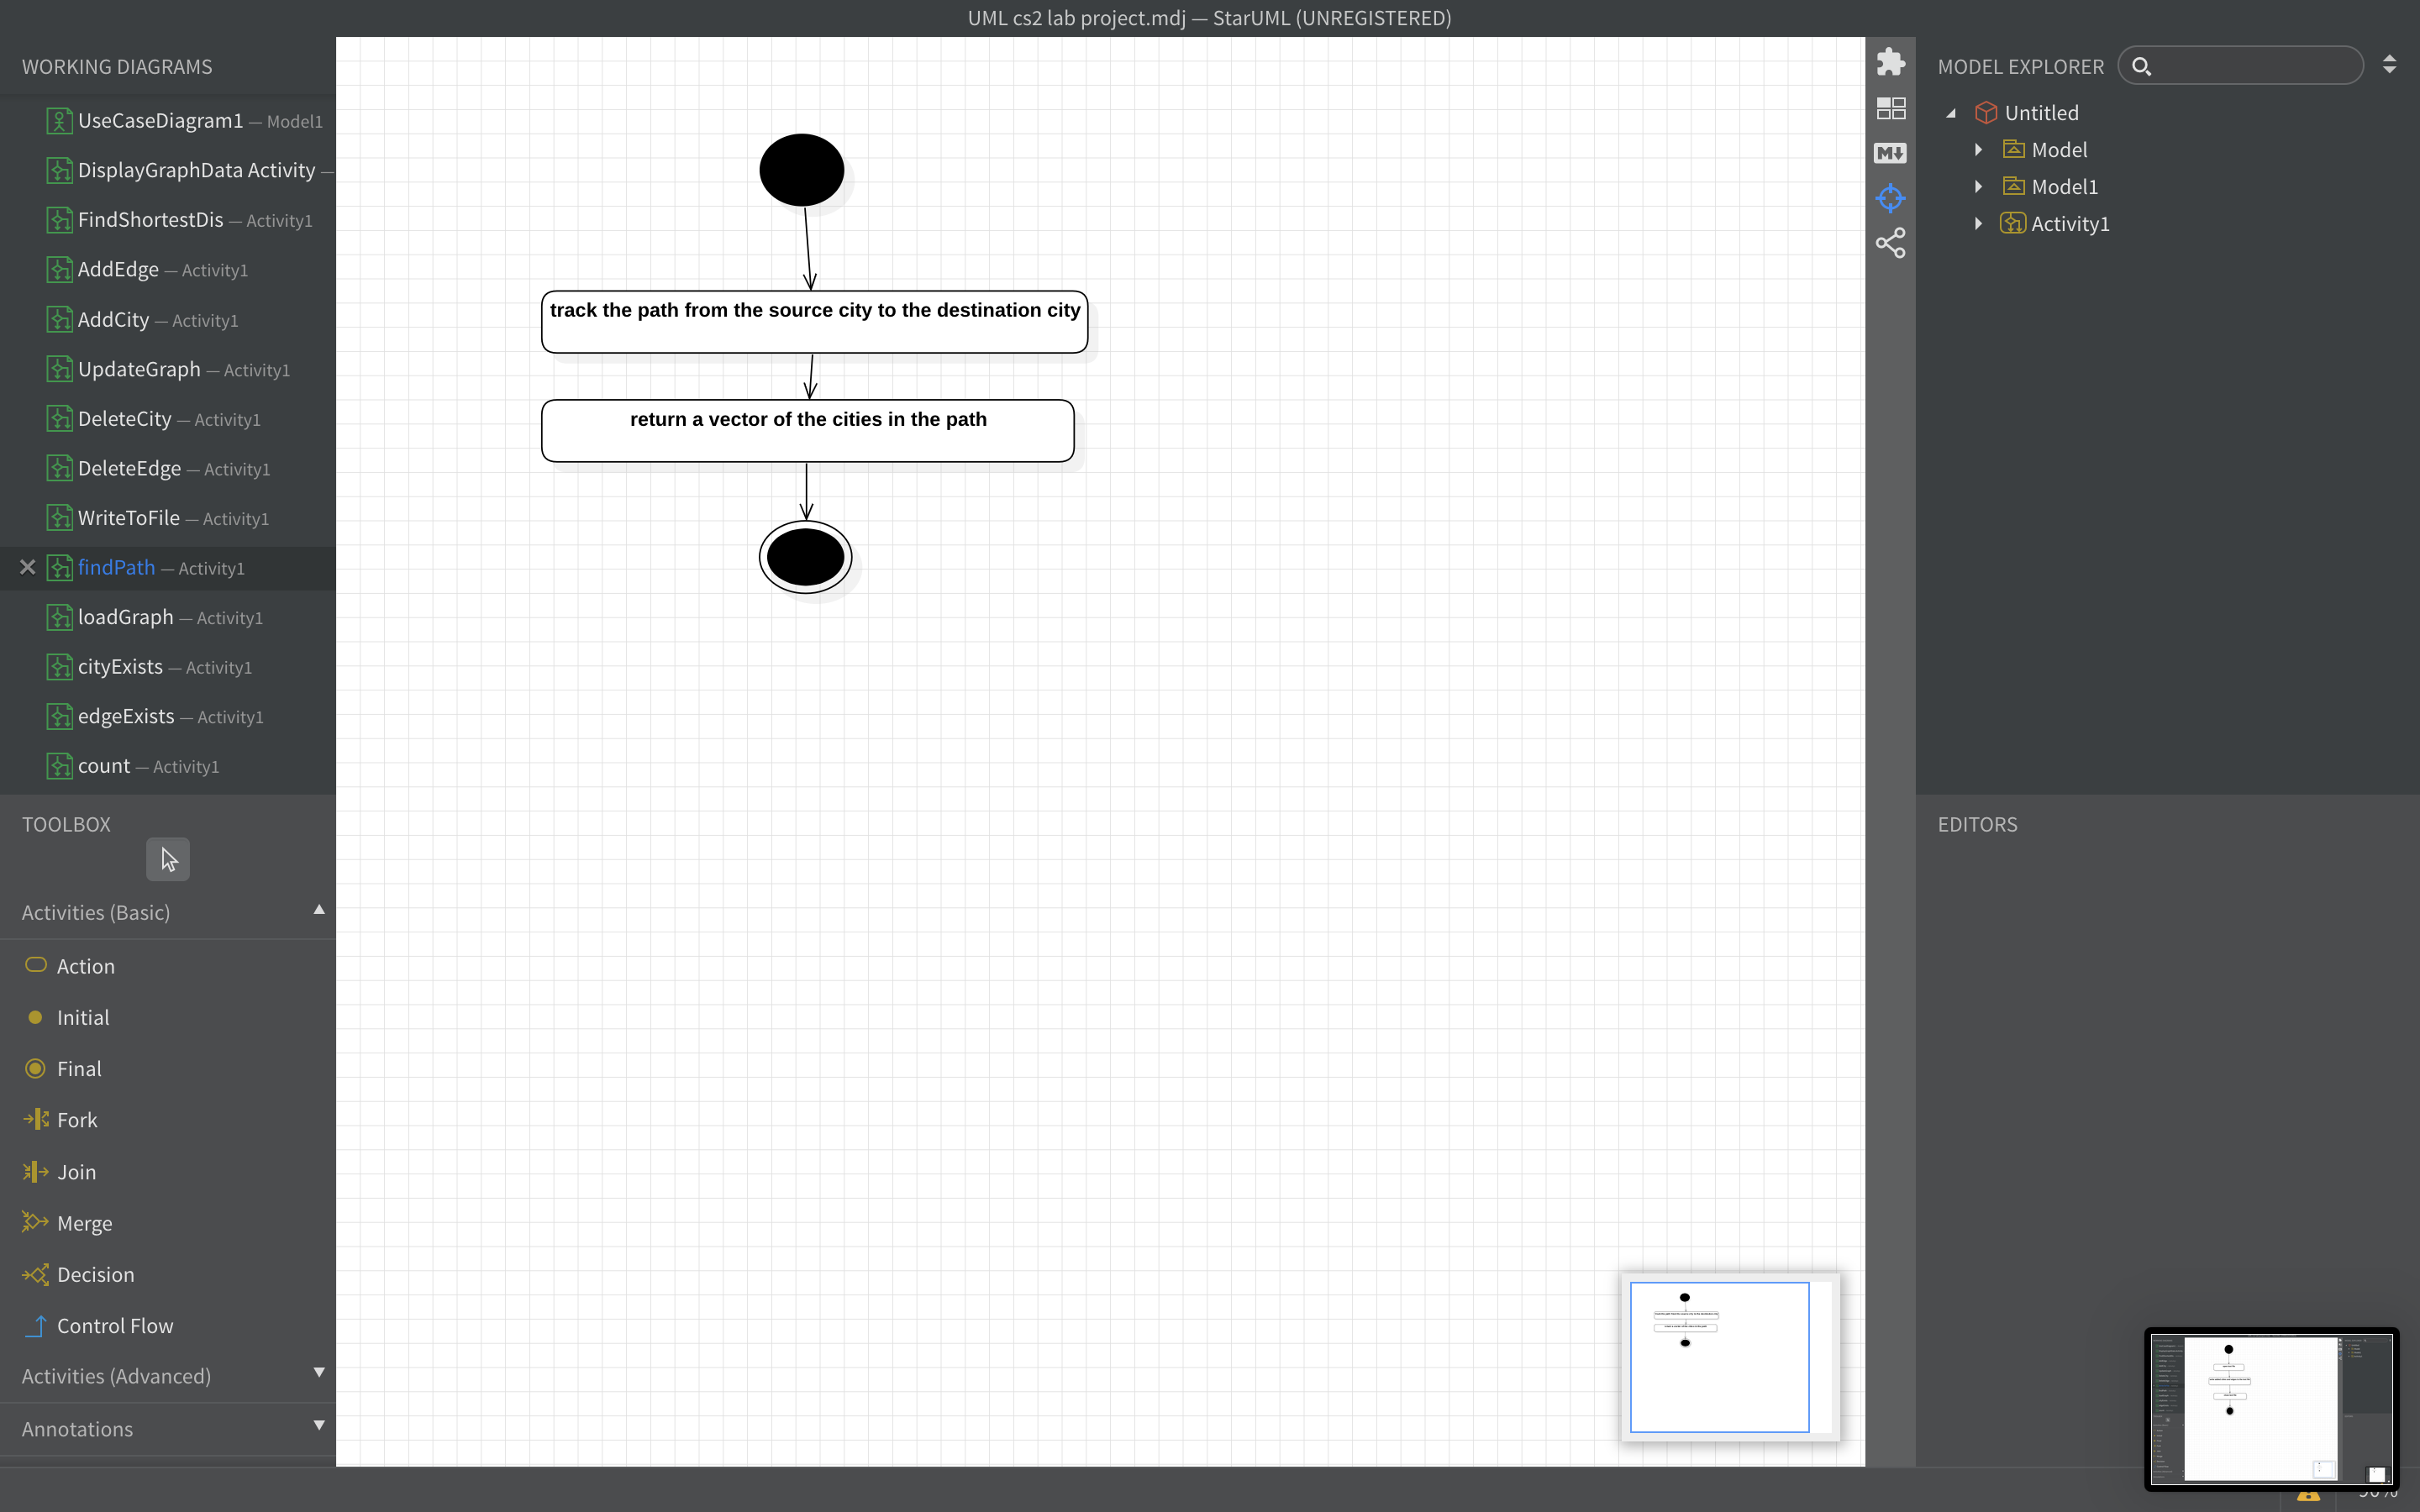 UML cs2 lab project.mdj — StarUML (UNREGISTERED)
WORKING DIAGRAMS
UseCaseDiagram1 — Model1
DisplayGraphData Activity —
FindShortestDis — Activity1
AddEdge — Activity1
AddCity — Activity1
UpdateGraph — Activity1
DeleteCity — Activity1
DeleteEdge — Activity1
WriteToFile — Activity1
findPath — Activity1
loadGraph — Activity1
cityExists — Activity1
edgeExists — Activity1
count — Activity1
TOOLBOX
Activities (Basic)
Action
Initial
Final
Fork
Join
Merge
Decision
Control Flow
Activities (Advanced)
Annotations
track the path from the source city to the destination city
return a vector of the cities in the path
M
MODEL EXPLORER
Untitled
Model
Model1
Activity1
EDITORS